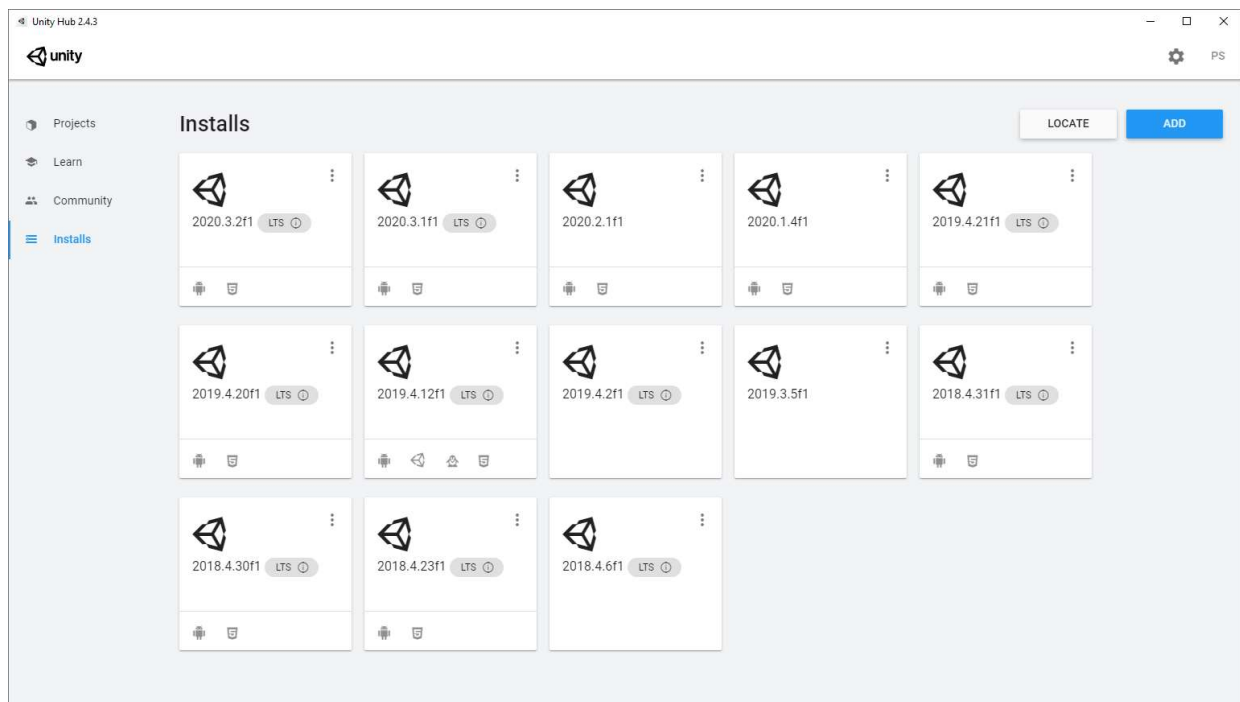 Unity Hub 2.4.3
unity
PS
Projects
Learn
Community
Installs
Installs
LOCATE
ADD
2020.3.2f1 LTS
2020.3.1f1 LTS
2020.2.1f1
2020.1.4f1
2019.4.21f1 LTS
2019.4.20f1 LTS
2019.4.12f1 LTS
2019.4.2f1 LTS
2019.3.5f1
2018.4.31f1 LTS
2018.4.30f1 LTS
2018.4.23f1 LTS
2018.4.6f1 LTS